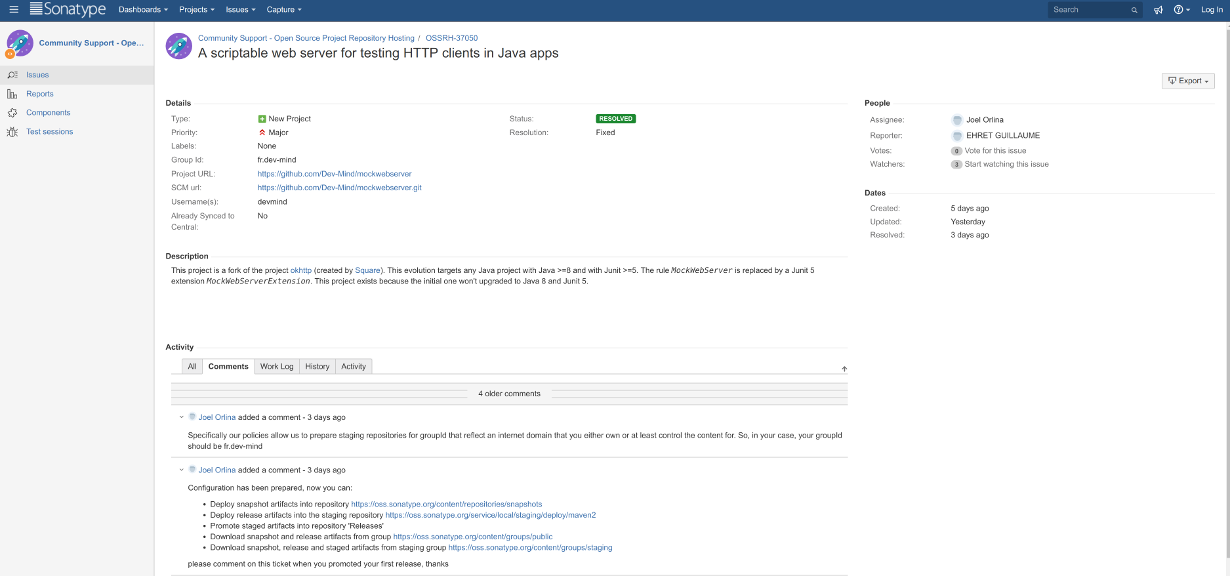 Sonatype Dashboards Projects Issues Capture Search Log In
Community Support - Ope...
Issues
Reports
Components
Test sessions
Community Support - Open Source Project Repository Hosting / OSSRH-37050
A scriptable web server for testing HTTP clients in Java apps
Export
Details
Type: New Project
Priority: Major
Labels: None
Group Id: fr.dev-mind
Project URL: https://github.com/Dev-Mind/mockwebserver
SCM url: https://github.com/Dev-Mind/mockwebserver.git
Username(s): devmind
Already Synced to Central: No
Status: RESOLVED
Resolution: Fixed
People
Assignee: Joel Orlina
Reporter: EHRET GUILLAUME
Votes: 0 Vote for this issue
Watchers: 3 Start watching this issue
Dates
Created: 5 days ago
Updated: Yesterday
Resolved: 3 days ago
Description
This project is a fork of the project okhttp (created by Square). This evolution targets any Java project with Java >=8 and with Junit >=5. The rule MockWebServer is replaced by a Junit 5
extension MockWebServerExtension. This project exists because the initial one won't upgraded to Java 8 and Junit 5.
Activity
All Comments Work Log History Activity
4 older comments
Joel Orlina added a comment - 3 days ago
Specifically our policies allow us to prepare staging repositories for groupId that reflect an internet domain that you either own or at least control the content for. So, in your case, your groupId
should be fr.dev-mind
Joel Orlina added a comment - 3 days ago
Configuration has been prepared, now you can:
• Deploy snapshot artifacts into repository https://oss.sonatype.org/content/repositories/snapshots
• Deploy release artifacts into the staging repository https://oss.sonatype.org/service/local/staging/deploy/maven2
• Promote staged artifacts into repository 'Releases'
• Download snapshot and release artifacts from group https://oss.sonatype.org/content/groups/public
• Download snapshot, release and staged artifacts from staging group https://oss.sonatype.org/content/groups/staging
please comment on this ticket when you promoted your first release, thanks